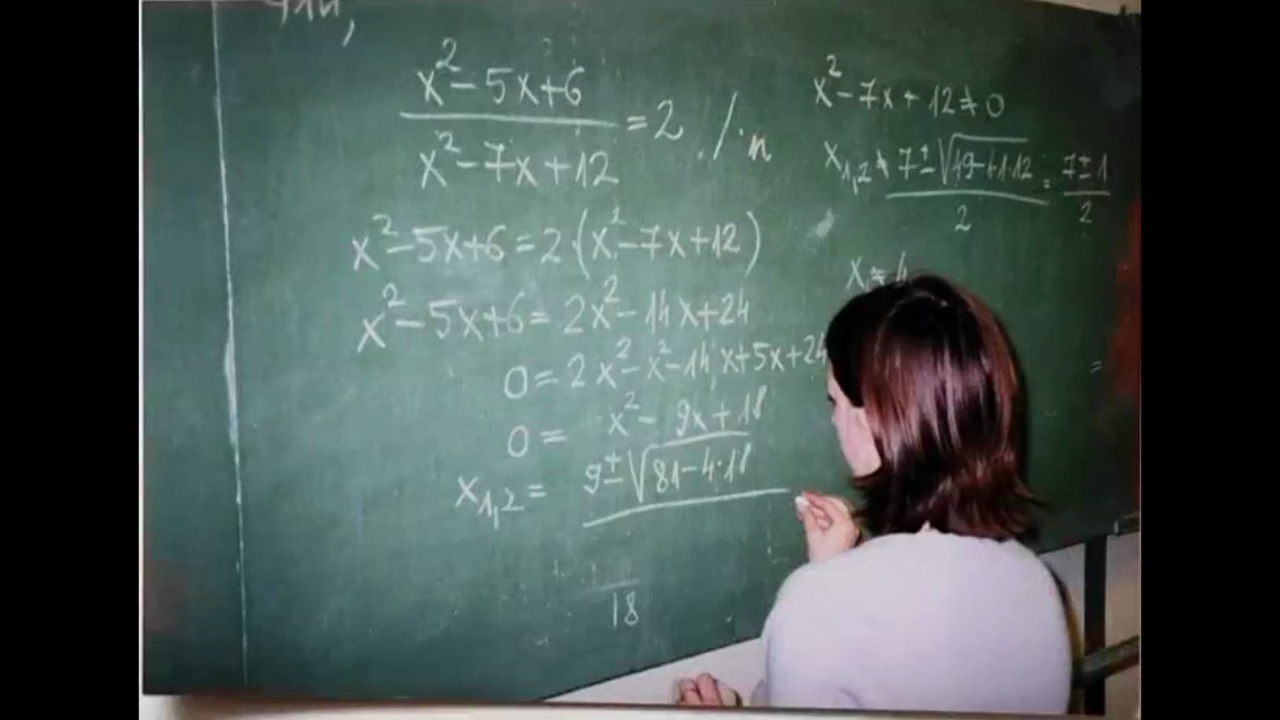 x²-5x+6
x²-7x+12 = 2 /·n
x²-5x+6=2(x²-7x+12)
x²-5x+6=2x²-14x+24
0=2x²-x²-14x+5x+24
0= x²-9x+18
x1,2= 9±√81-4·18
18
x²-7x+12≠0
x1,2≠ 7±√49-4·1·12 = 7±1
2 2
x1≠4
=